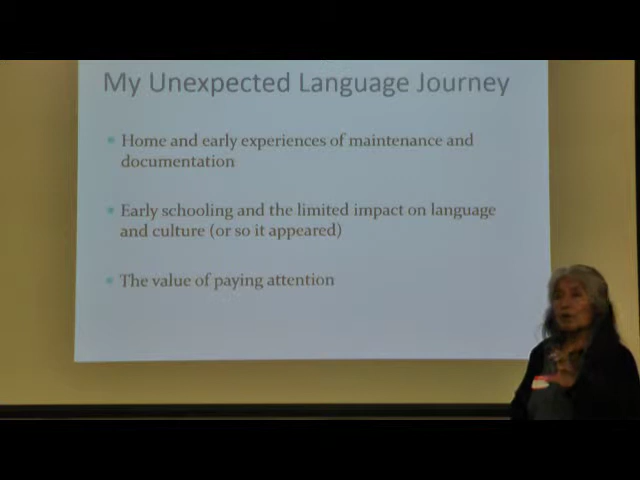 My Unexpected Language Journey
Home and early experiences of maintenance and
documentation
Early schooling and the limited impact on language
and culture (or so it appeared)
The value of paying attention